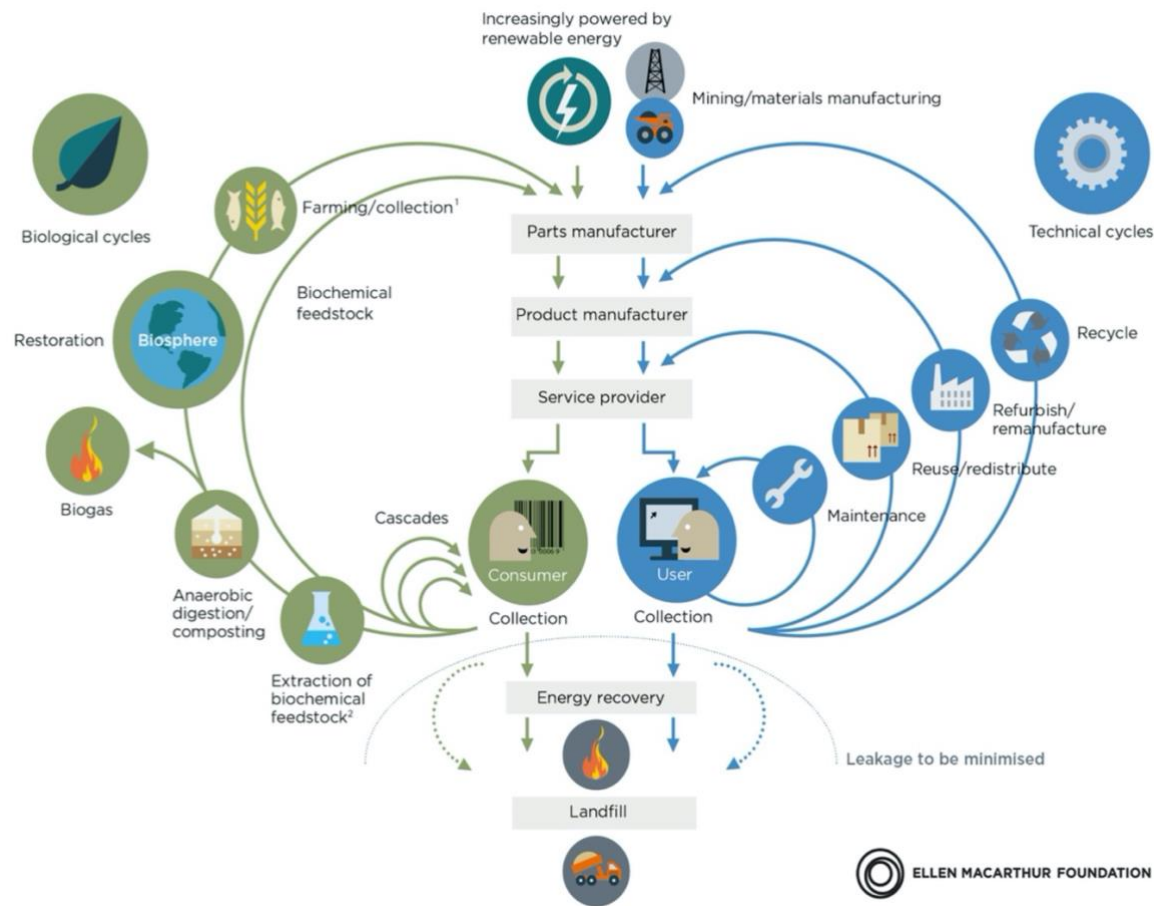 Increasingly powered by
renewable energy
Mining/materials manufacturing
Biological cycles
Technical cycles
Farming/collection¹
Parts manufacturer
Biochemical
feedstock
Product manufacturer
Restoration
Biosphere
Recycle
Service provider
Refurbish/
remanufacture
Reuse/redistribute
Biogas
Cascades
Maintenance
Consumer
User
Anaerobic
digestion/
composting
Collection
Collection
Extraction of
biochemical
feedstock²
Energy recovery
Leakage to be minimised
Landfill
ELLEN MACARTHUR FOUNDATION